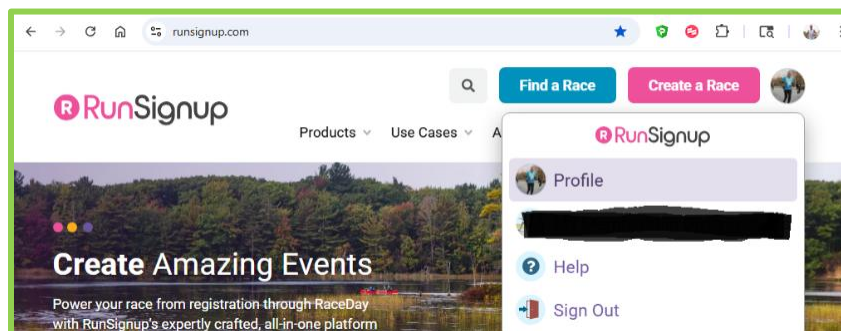 runsignup.com
RunSignup
Find a Race
Create a Race
Products
Use Cases
A
RunSignup
Profile
Help
Sign Out
Create Amazing Events
Power your race from registration through RaceDay
with RunSignup's expertly crafted, all-in-one platform